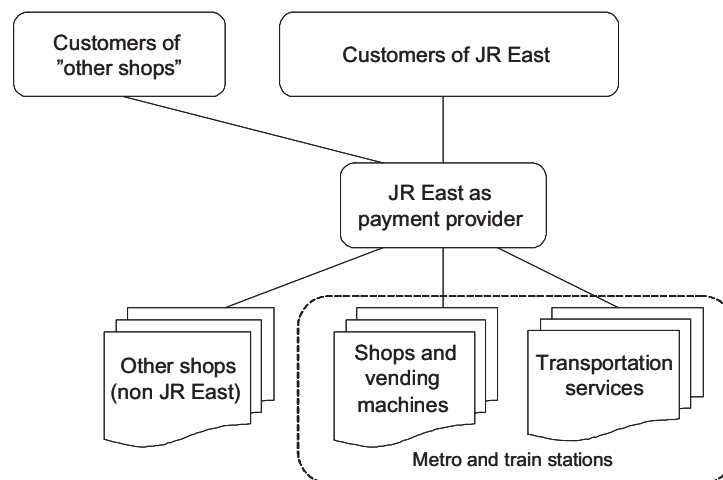 Customers of
”other shops”
Customers of JR East
JR East as
payment provider
Other shops
(non JR East)
Shops and
vending
machines
Transportation
services
Metro and train stations